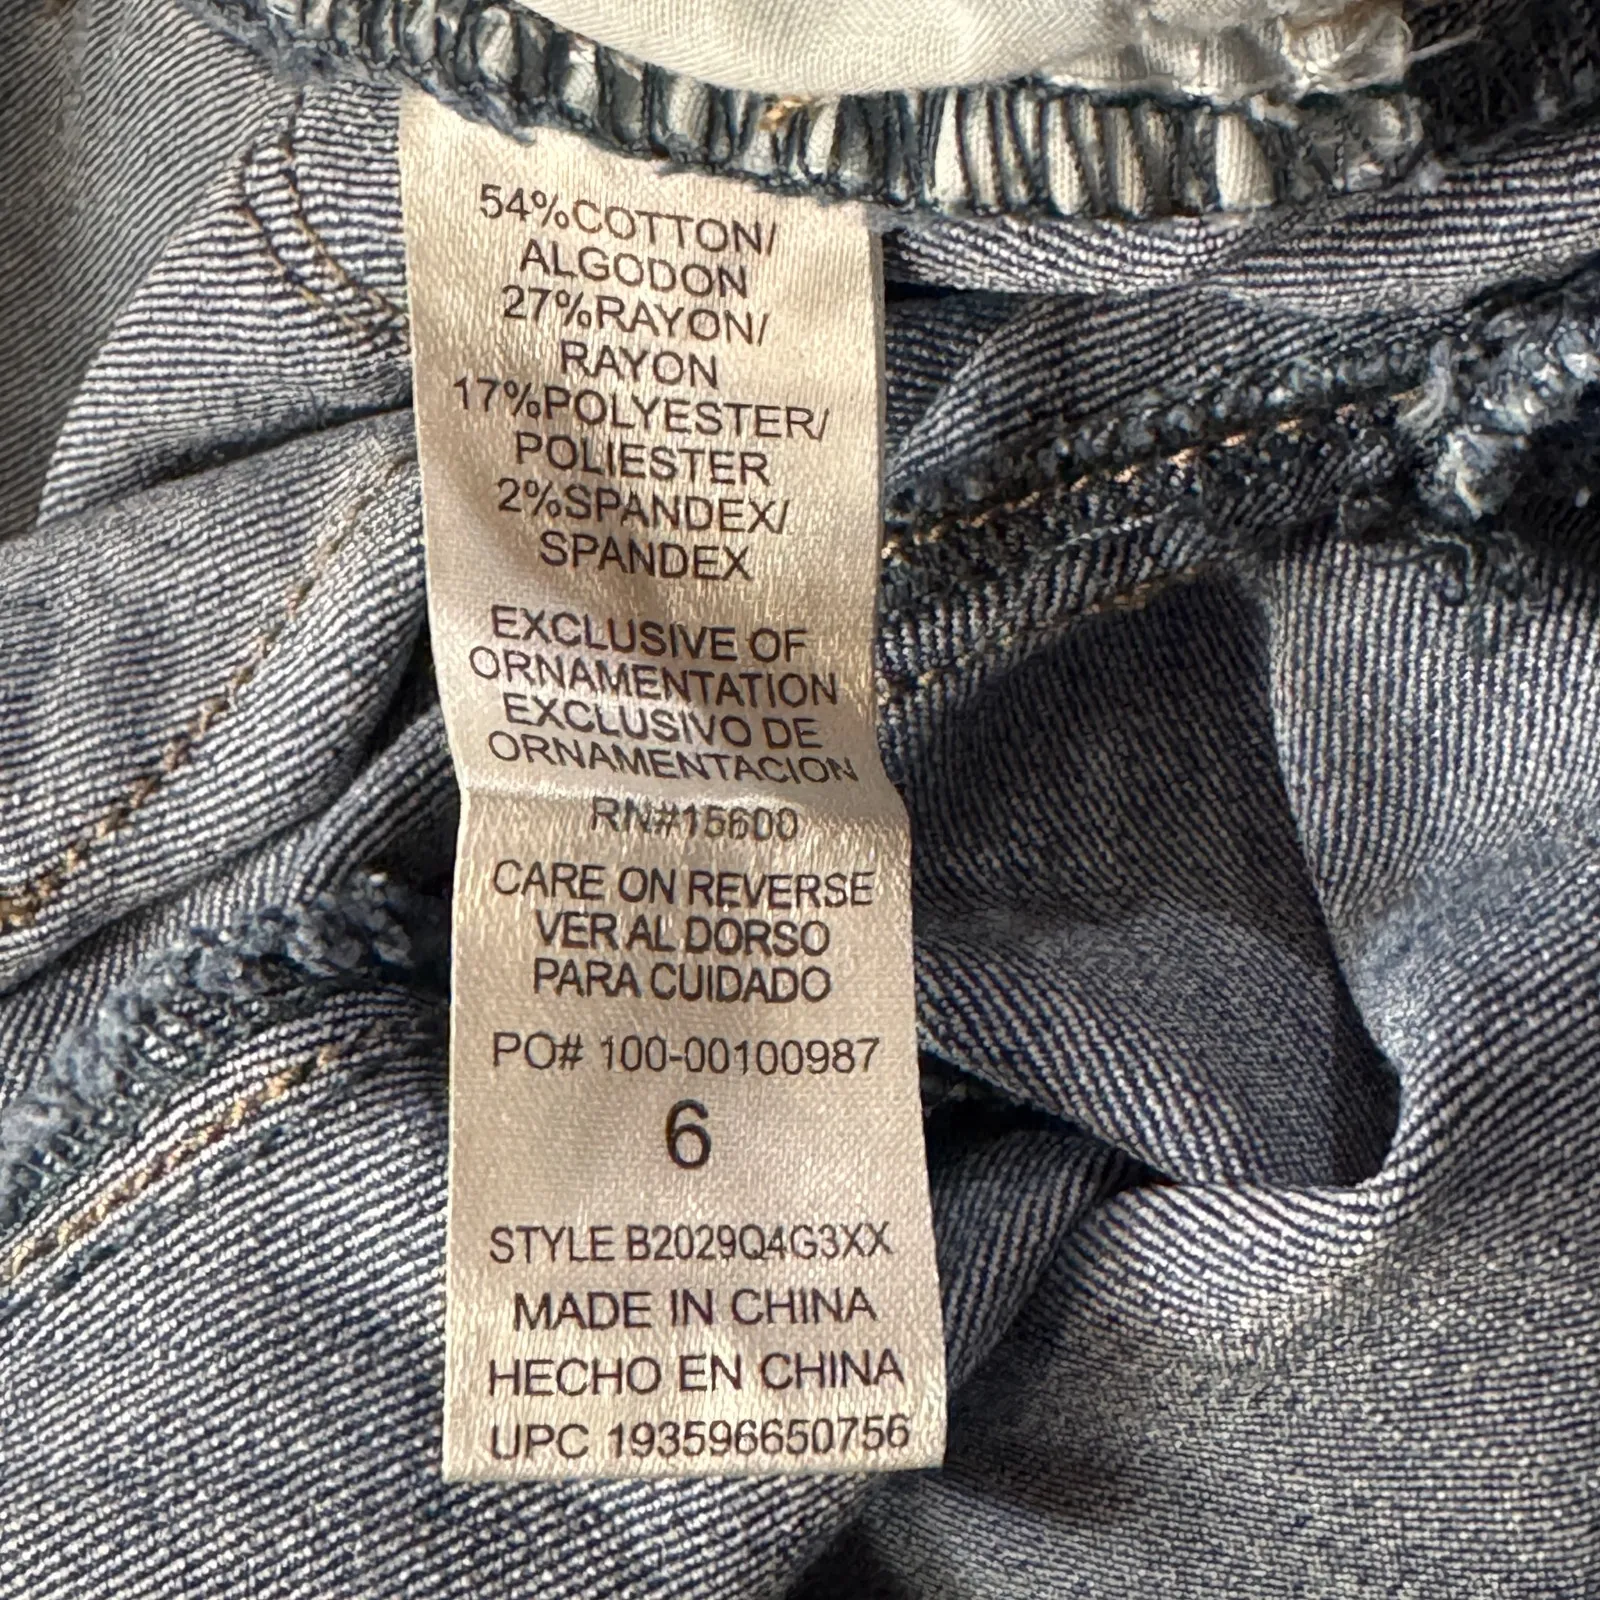 54%COTTON/
ALGODON
27%RAYON/
RAYON
17%POLYESTER/
POLIESTER
2%SPANDEX/
SPANDEX
EXCLUSIVE OF
ORNAMENTATION
EXCLUSIVO DE
ORNAMENTACION
RN#15600
CARE ON REVERSE
VER AL DORSO
PARA CUIDADO
PO# 100-00100987
6
STYLE B2029Q4G3XX
MADE IN CHINA
HECHO EN CHINA
UPC 193596650756